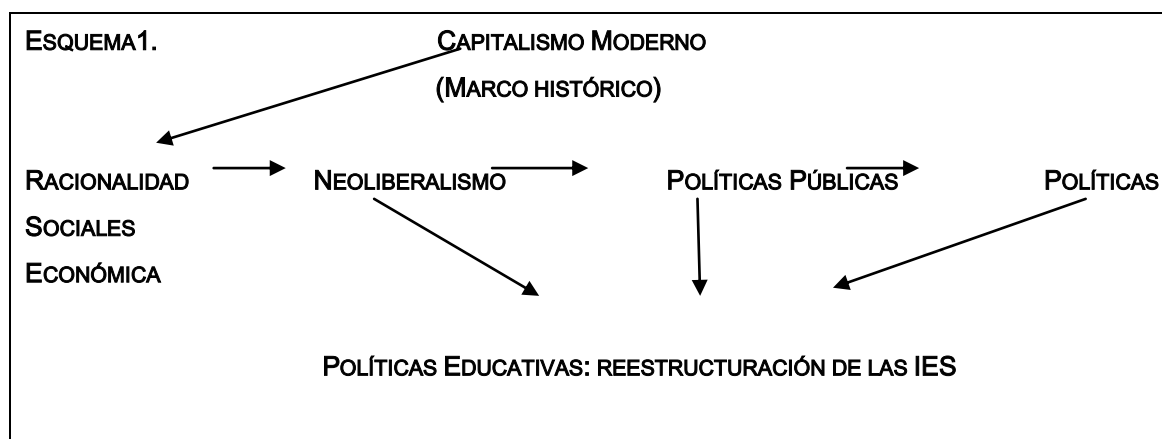 ESQUEMA1. CAPITALISMO MODERNO
(MARCO HISTÓRICO)
RACIONALIDAD NEOLIBERALISMO POLÍTICAS PÚBLICAS POLÍTICAS
SOCIALES
ECONÓMICA
POLÍTICAS EDUCATIVAS: REESTRUCTURACIÓN DE LAS IES